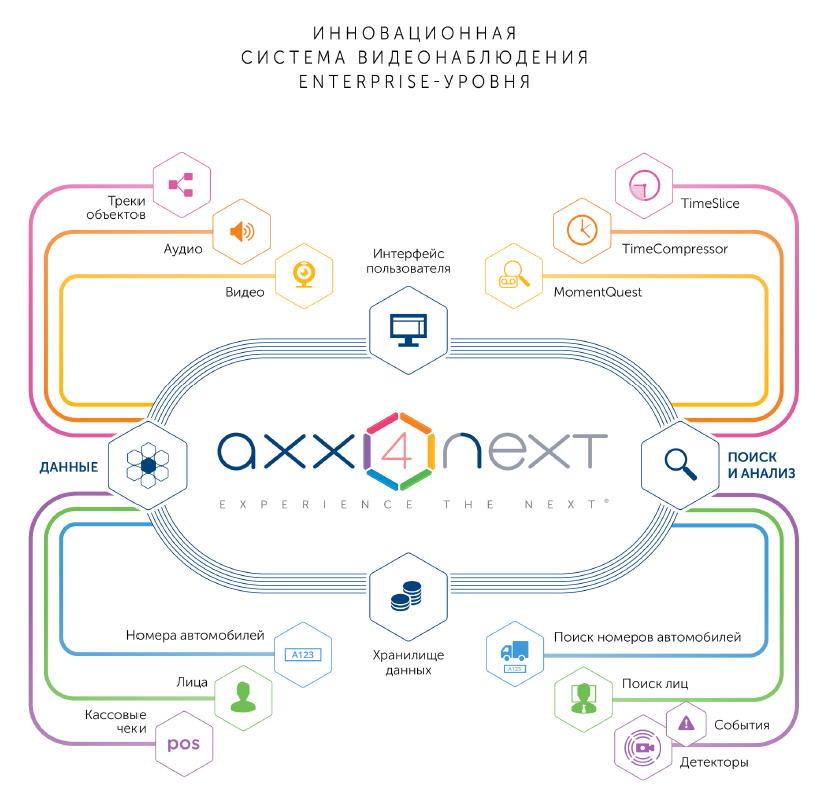 ИННОВАЦИОННАЯ
СИСТЕМА ВИДЕОНАБЛЮДЕНИЯ
ENTERPRISE-УРОВНЯ
Треки
объектов
Аудио
Видео
Интерфейс
пользователя
TimeSlice
TimeCompressor
MomentQuest
ДАННЫЕ
axxi4next
EXPERIENCE THE NEXT®
ПОИСК
И АНАЛИЗ
Номера автомобилей
A123
Лица
Кассовые
чеки
pos
Хранилище
данных
Поиск номеров автомобилей
A123
Поиск лиц
События
Детекторы